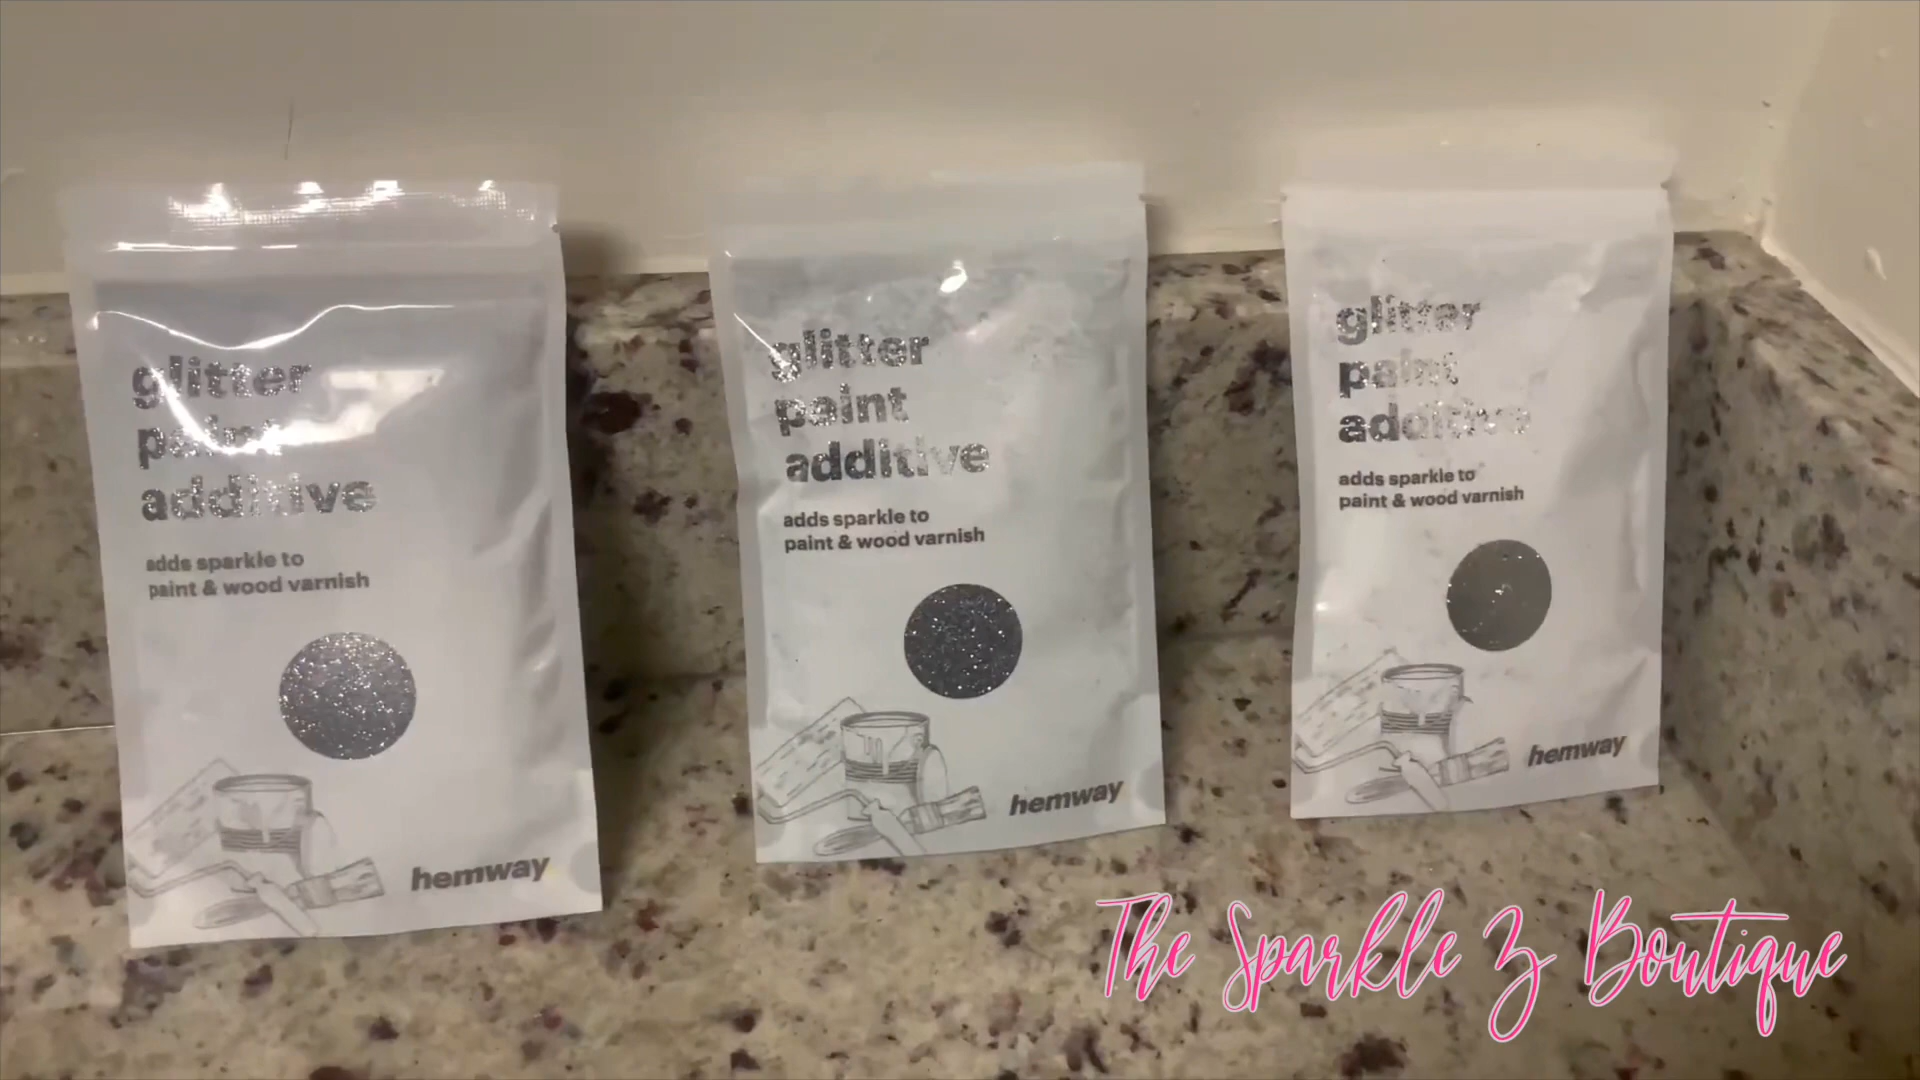 glitter
paint
additive
adds sparkle to
paint & wood varnish
hemway
glitter
paint
additive
adds sparkle to
paint & wood varnish
hemway
glitter
paint
additive
adds sparkle to
paint & wood varnish
hemway
The Sparkle Z Boutique